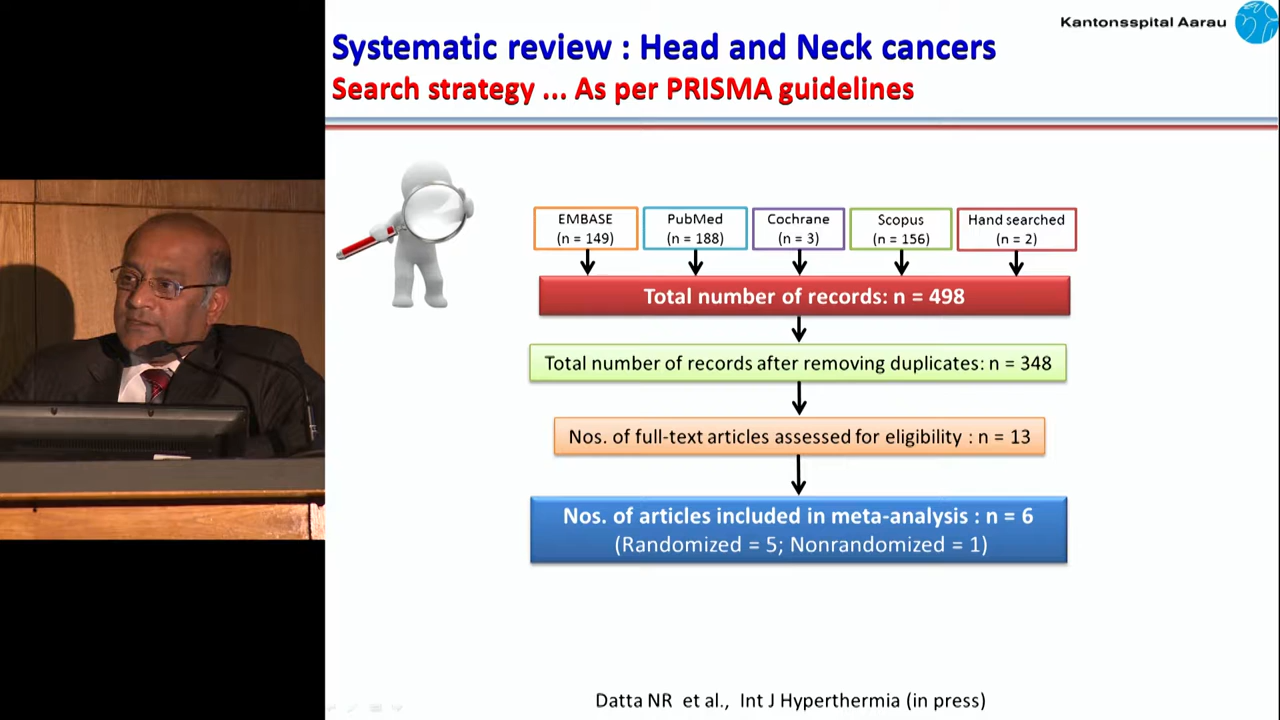 Kantonsspital Aarau
Systematic review : Head and Neck cancers
Search strategy ... As per PRISMA guidelines
EMBASE
(n = 149)
PubMed
(n = 188)
Cochrane
(n = 3)
Scopus
(n = 156)
Hand searched
(n = 2)
Total number of records: n = 498
Total number of records after removing duplicates: n = 348
Nos. of full-text articles assessed for eligibility : n = 13
Nos. of articles included in meta-analysis : n = 6
(Randomized = 5; Nonrandomized = 1)
Datta NR et al., Int J Hyperthermia (in press)